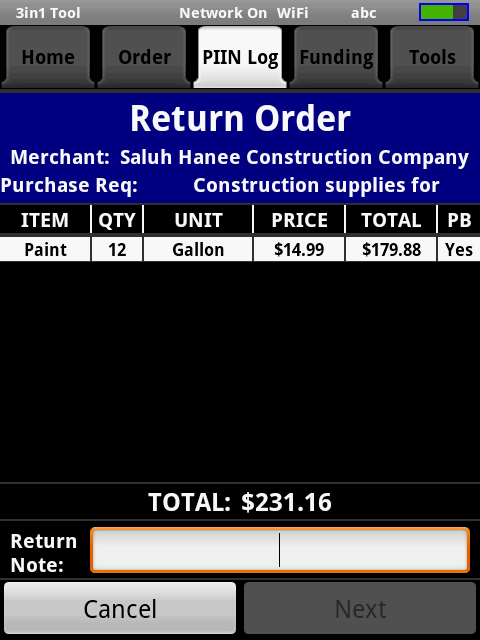 3in1 Tool Network On WiFi abc
Home Order PIIN Log Funding Tools
Return Order
Merchant: Saluh Hanee Construction Company
Purchase Req: Construction supplies for
ITEM QTY UNIT PRICE TOTAL PB
Paint 12 Gallon $14.99 $179.88 Yes
TOTAL: $231.16
Return
Note:
Cancel Next